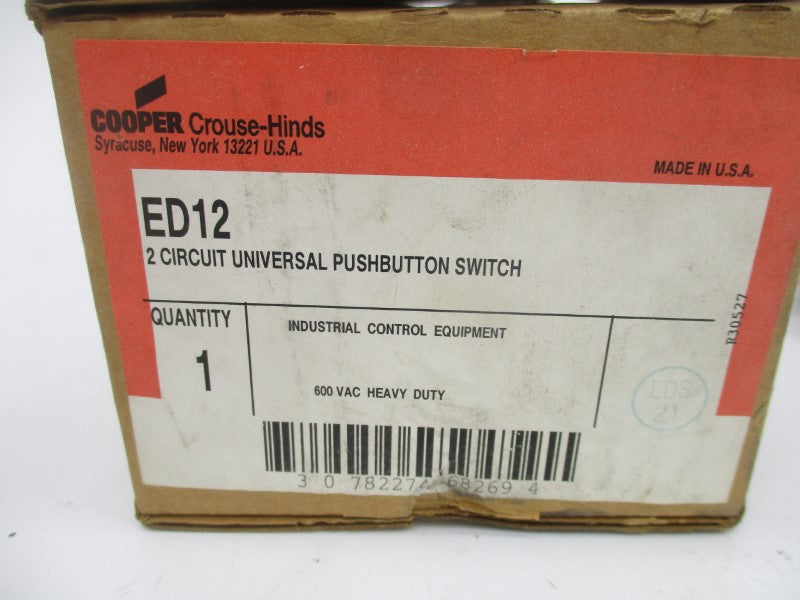 COOPER Crouse-Hinds
Syracuse, New York 13221 U.S.A.
MADE IN U.S.A.
ED12
2 CIRCUIT UNIVERSAL PUSHBUTTON SWITCH
QUANTITY
1
INDUSTRIAL CONTROL EQUIPMENT
600 VAC HEAVY DUTY
R30527
EDS
21
3 0 782274 68269 4